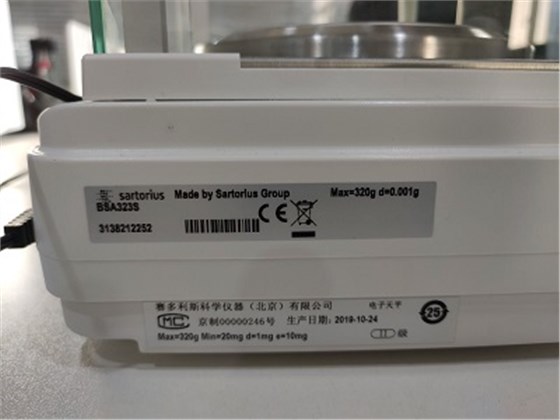 sartorius Made by Sartorius Group Max=320g d=0.001g
BSA323S
3138212252
CE
赛多利斯科学仪器（北京）有限公司 电子天平
MC 京制00000246号 生产日期：2019-10-24 25
Max=320g Min=20mg d=1mg e=10mg II 级